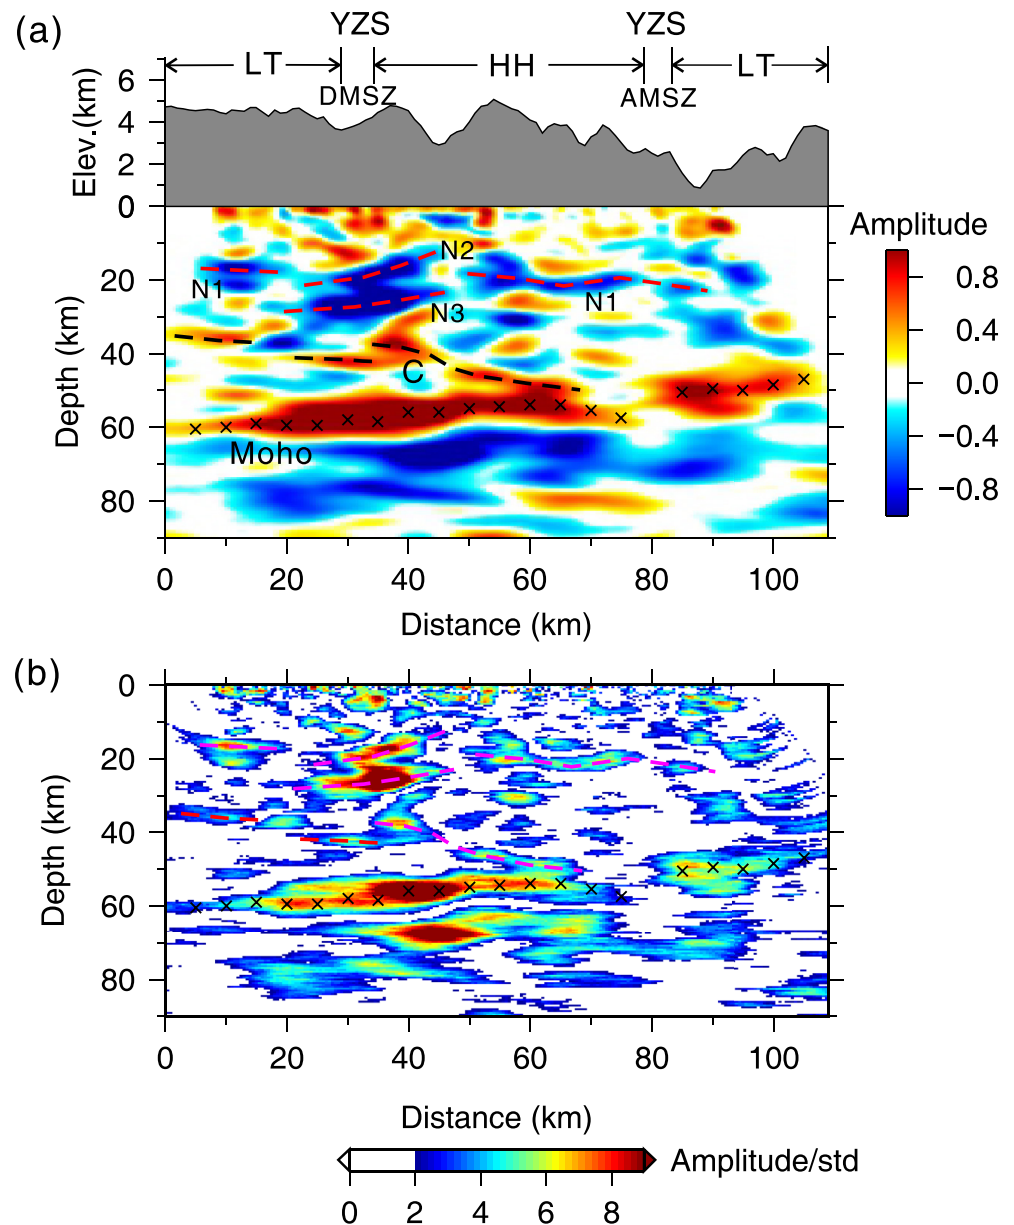 (a)
YZS YZS
LT HH LT
DMSZ AMSZ
Elev.(km)
6
4
2
0
Depth (km)
20
40
60
80
N2
N1
N1
N3
C
Moho
0 20 40 60 80 100
Distance (km)
Amplitude
0.8
0.4
0.0
−0.4
−0.8
(b)
Depth (km)
0
20
40
60
80
0 20 40 60 80 100
Distance (km)
Amplitude/std
0 2 4 6 8